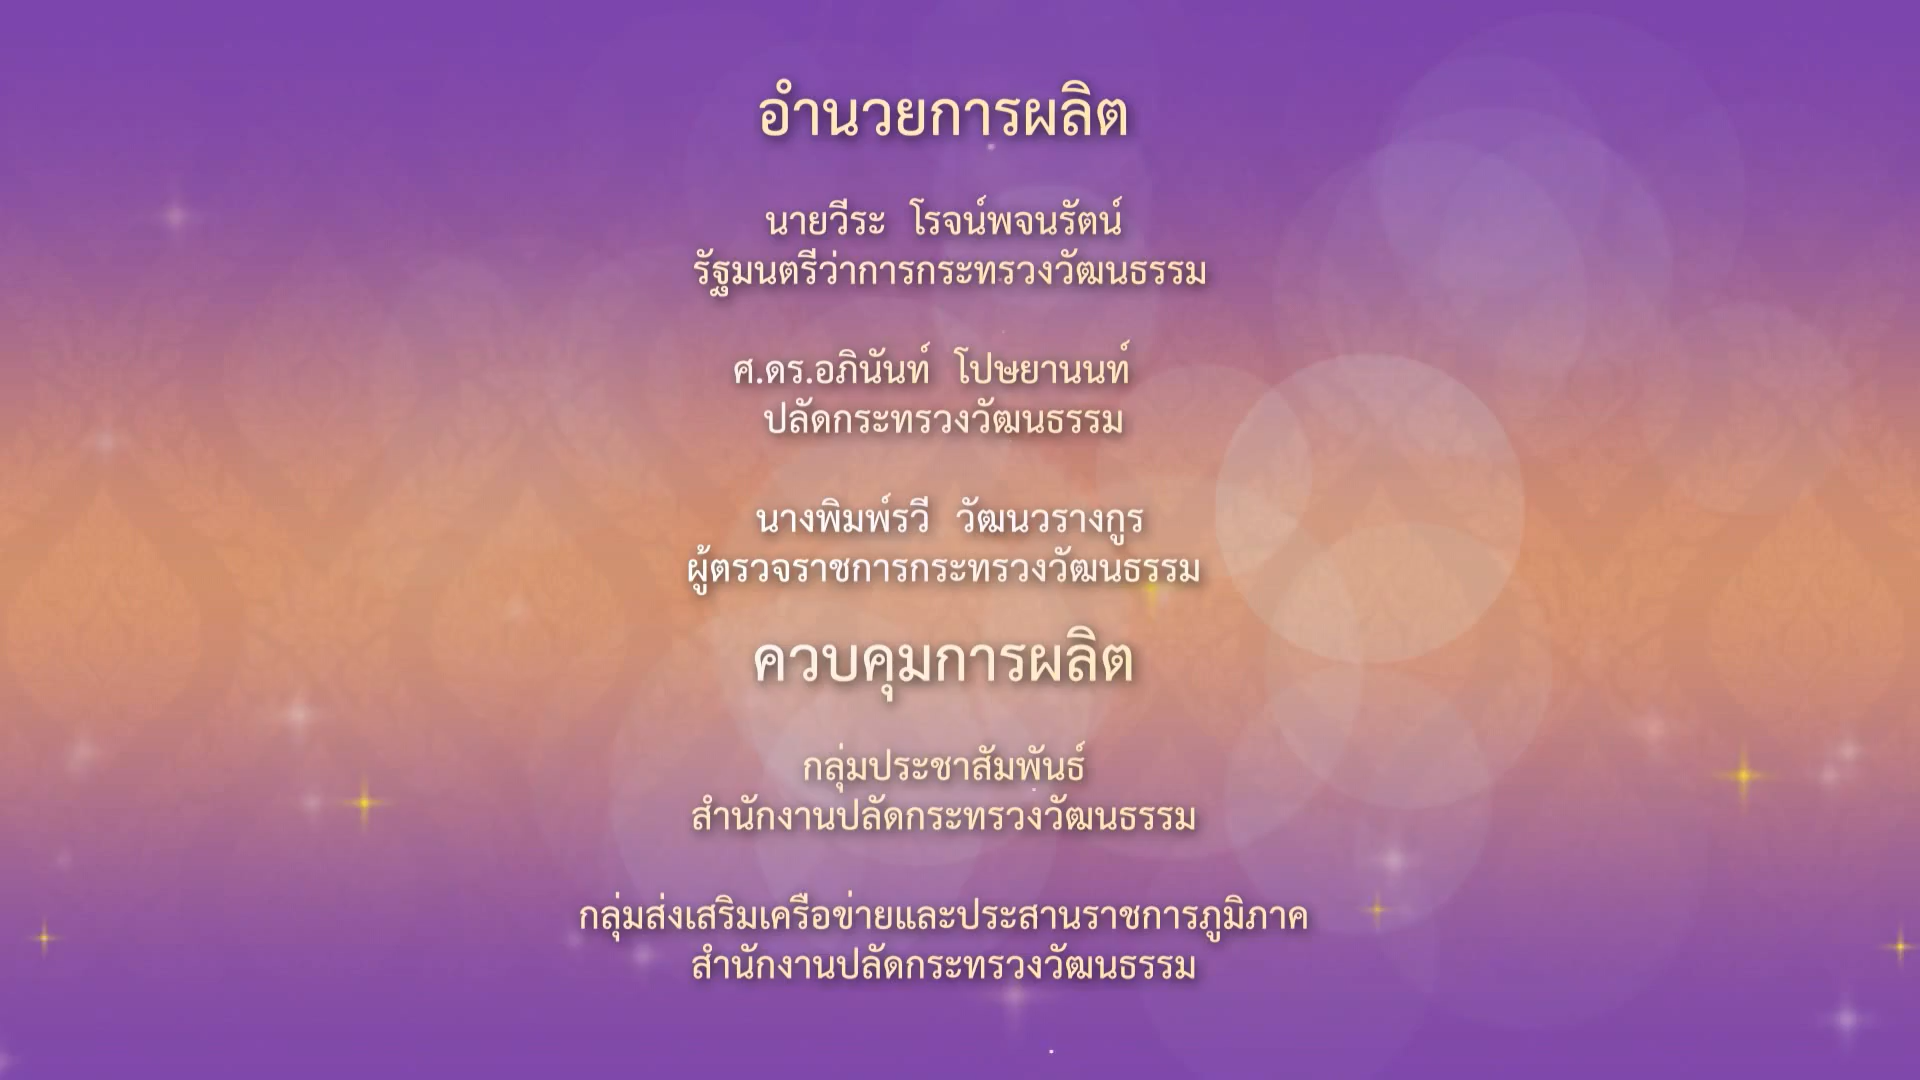 อำนวยการผลิต
นายวีระ โรจน์พจนรัตน์
รัฐมนตรีว่าการกระทรวงวัฒนธรรม
ศ.ดร.อภินันท์ โปษยานนท์
ปลัดกระทรวงวัฒนธรรม
นางพิมพ์รวี วัฒนวรางกูร
ผู้ตรวจราชการกระทรวงวัฒนธรรม
ควบคุมการผลิต
กลุ่มประชาสัมพันธ์
สำนักงานปลัดกระทรวงวัฒนธรรม
กลุ่มส่งเสริมเครือข่ายและประสานราชการภูมิภาค
สำนักงานปลัดกระทรวงวัฒนธรรม